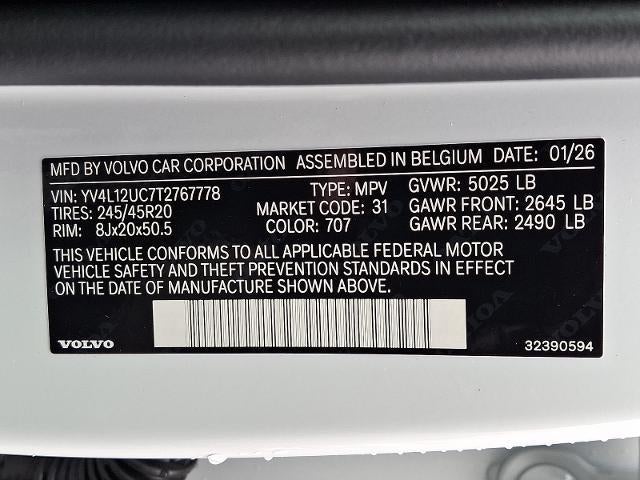 MFD BY VOLVO CAR CORPORATION ASSEMBLED IN BELGIUM DATE: 01/26
VIN: YV4L12UC7T2767778 TYPE: MPV GVWR: 5025 LB
TIRES: 245/45R20 MARKET CODE: 31 GAWR FRONT: 2645 LB
RIM: 8Jx20x50.5 COLOR: 707 GAWR REAR: 2490 LB
THIS VEHICLE CONFORMS TO ALL APPLICABLE FEDERAL MOTOR
VEHICLE SAFETY AND THEFT PREVENTION STANDARDS IN EFFECT
ON THE DATE OF MANUFACTURE SHOWN ABOVE.
VOLVO 32390594